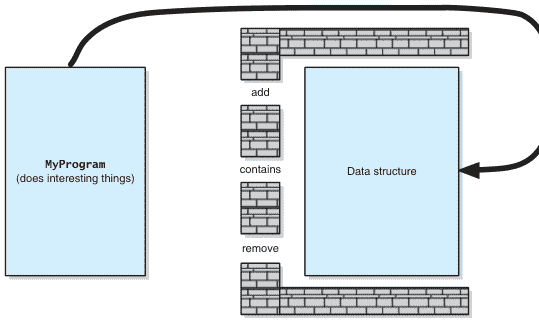 MyProgram
(does interesting things)
add
contains
remove
Data structure